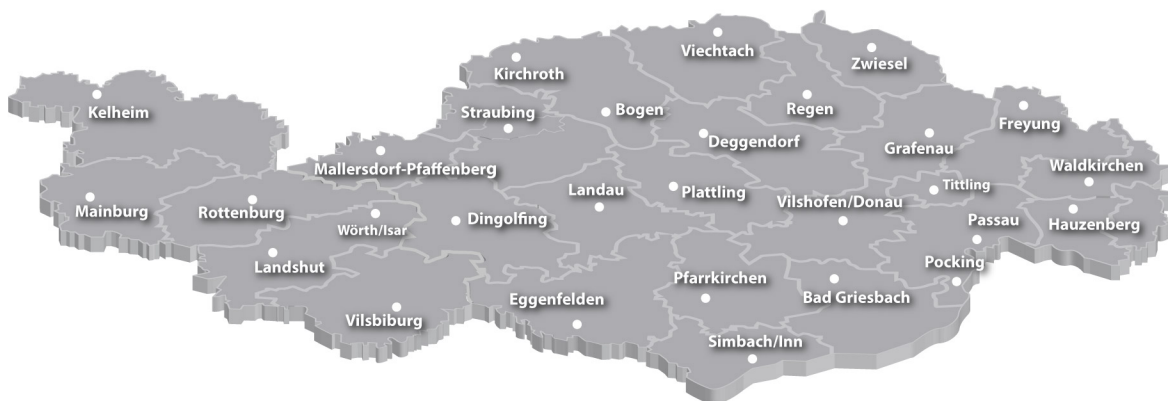 Viechtach
Zwiesel
Kirchroth
Kelheim
Straubing
Bogen
Regen
Freyung
Deggendorf
Grafenau
Mallersdorf-Pfaffenberg
Waldkirchen
Landau
Plattling
Tittling
Mainburg
Rottenburg
Dingolfing
Vilshofen/Donau
Wörth/Isar
Passau
Hauzenberg
Landshut
Pocking
Pfarrkirchen
Eggenfelden
Bad Griesbach
Vilsbiburg
Simbach/Inn